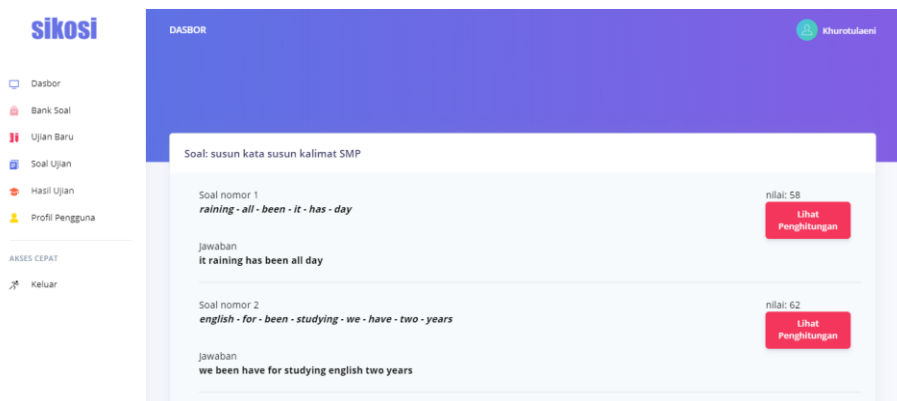 sikosi
DASBOR
Khurotulaeni
Dasbor
Bank Soal
Ujian Baru
Soal Ujian
Hasil Ujian
Profil Pengguna
AKSES CEPAT
Keluar
Soal: susun kata susun kalimat SMP
Soal nomor 1
raining - all - been - it - has - day
nilai: 58
Lihat
Penghitungan
Jawaban
it raining has been all day
Soal nomor 2
english - for - been - studying - we - have - two - years
nilai: 62
Lihat
Penghitungan
Jawaban
we been have for studying english two years